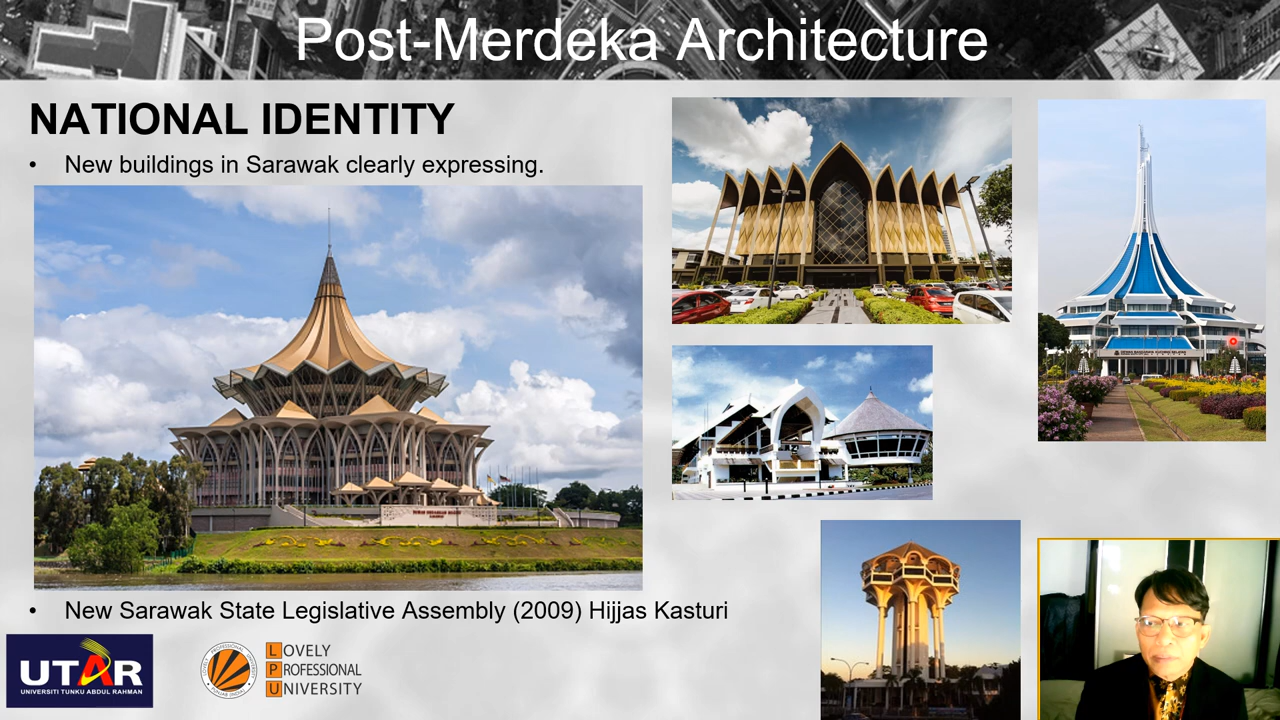 Post-Merdeka Architecture
NATIONAL IDENTITY
• New buildings in Sarawak clearly expressing.
• New Sarawak State Legislative Assembly (2009) Hijjas Kasturi
UTAR
UNIVERSITI TUNKU ABDUL RAHMAN
LOVELY
PROFESSIONAL
UNIVERSITY